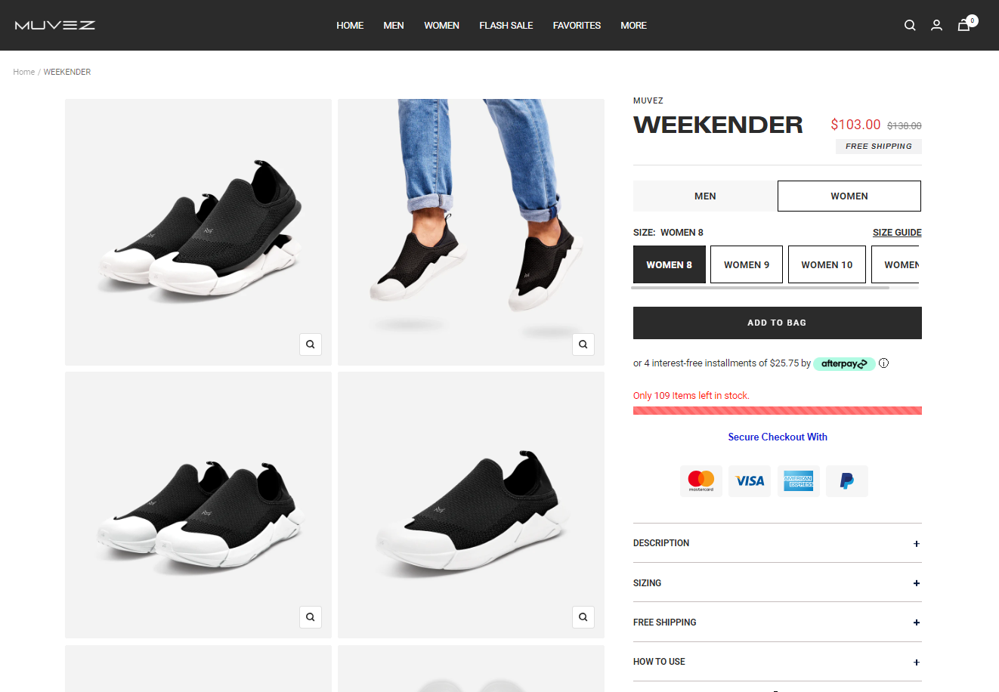 MUVEZ
HOME MEN WOMEN FLASH SALE FAVORITES MORE
0
Home / WEEKENDER
MUVEZ
WEEKENDER
$103.00 $138.00
FREE SHIPPING
MEN WOMEN
SIZE: WOMEN 8 SIZE GUIDE
WOMEN 8 WOMEN 9 WOMEN 10 WOMEN
ADD TO BAG
or 4 interest-free installments of $25.75 by afterpay
Only 109 Items left in stock.
Secure Checkout With
mastercard VISA AMERICAN EXPRESS
DESCRIPTION +
SIZING +
FREE SHIPPING +
HOW TO USE +